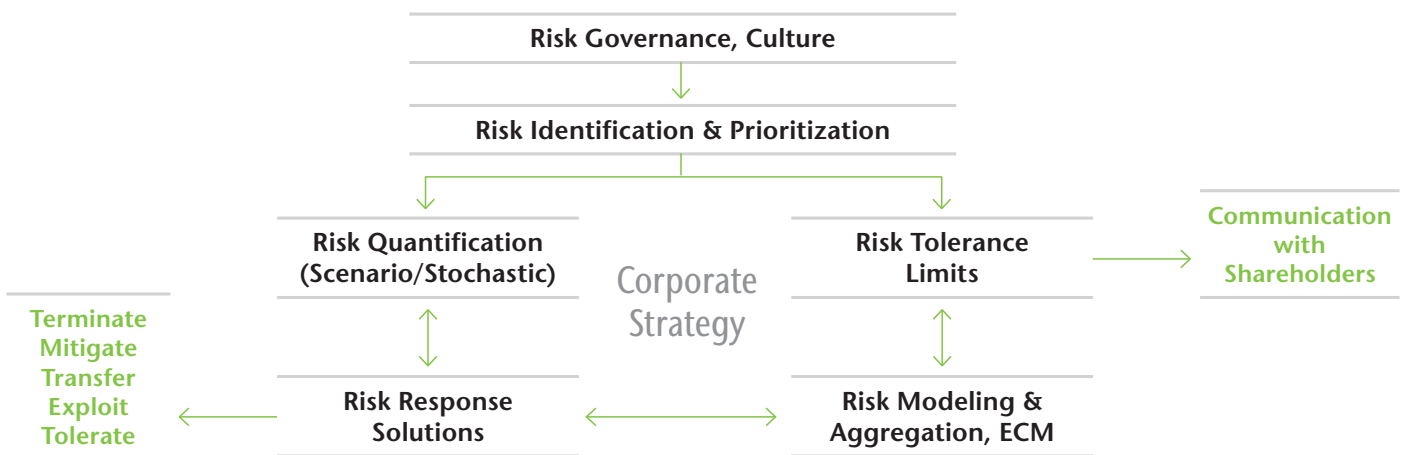 Risk Governance, Culture
Risk Identification & Prioritization
Risk Quantification
(Scenario/Stochastic)
Corporate
Strategy
Risk Tolerance
Limits
Communication
with
Shareholders
Terminate
Mitigate
Transfer
Exploit
Tolerate
Risk Response
Solutions
Risk Modeling &
Aggregation, ECM